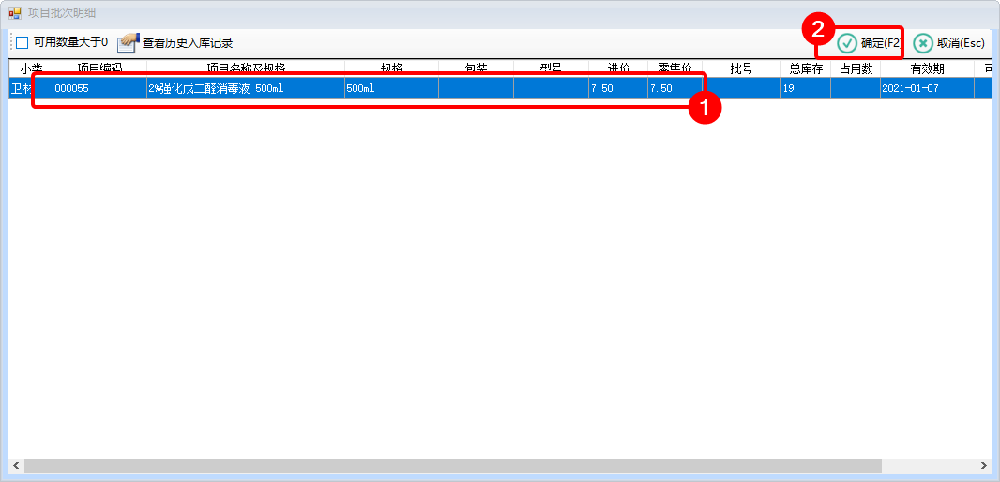 项目批次明细
可用数量大于0 查看历史入库记录 2 确定(F2 取消(Esc)
小类 项目编码 项目名称及规格 规格 包装 型号 进价 零售价 批号 总库存 占用数 有效期
卫材 000055 2%强化戊二醛消毒液 500ml 500ml 7.50 7.50 19 2021-01-07
1